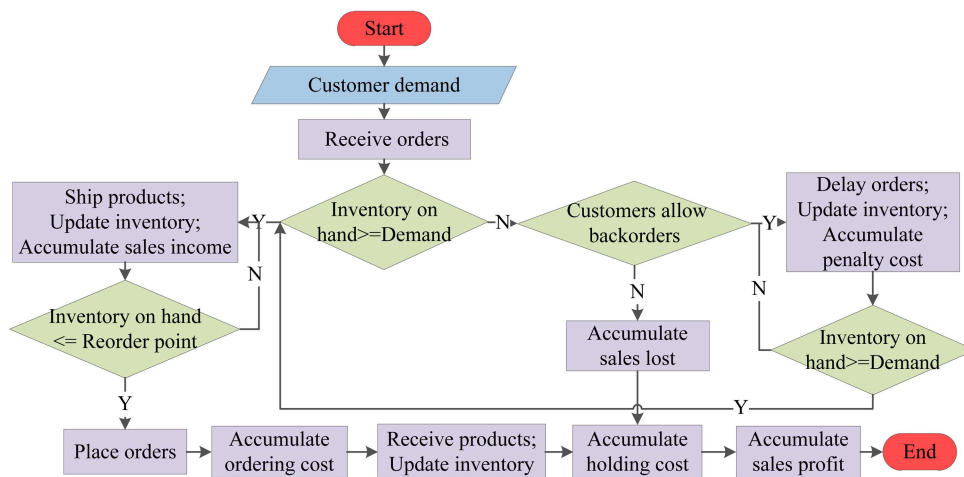 Start
Customer demand
Receive orders
Ship products;
Update inventory;
Accumulate sales income
Y
Inventory on
hand>=Demand
N
Customers allow
backorders
Y
Delay orders;
Update inventory;
Accumulate
penalty cost
N
N
N
Inventory on hand
<= Reorder point
Accumulate
sales lost
Inventory on
hand>=Demand
Y
Y
Place orders
Accumulate
ordering cost
Receive products;
Update inventory
Accumulate
holding cost
Accumulate
sales profit
End